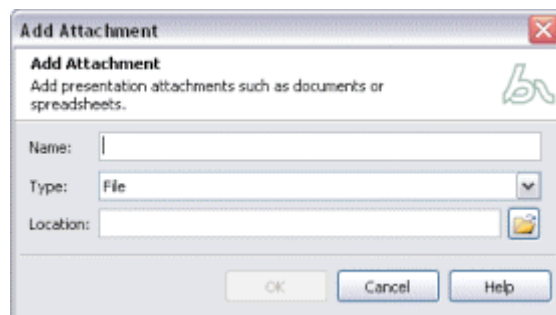 Add Attachment
Add Attachment
Add presentation attachments such as documents or
spreadsheets.
Name:
Type: File
Location:
OK Cancel Help